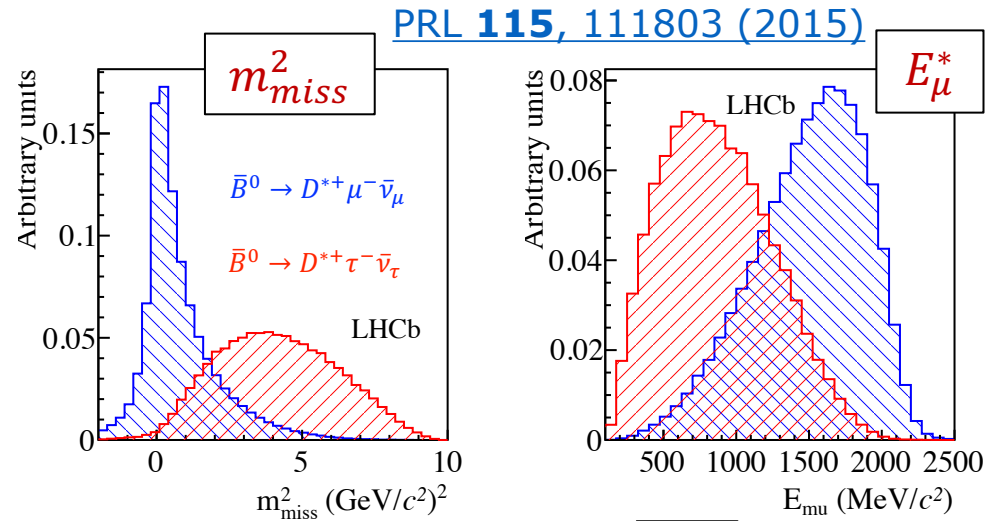 PRL 115, 111803 (2015)
m²miss
Arbitrary units
0.15
0.1
0.05
0
B̄⁰ → D*⁺μ⁻ν̄μ
B̄⁰ → D*⁺τ⁻ν̄τ
LHCb
0 5 10
m²miss (GeV/c²)²
E*μ
Arbitrary units
0.08
0.06
0.04
0.02
0
LHCb
500 1000 1500 2000 2500
Emu (MeV/c²)